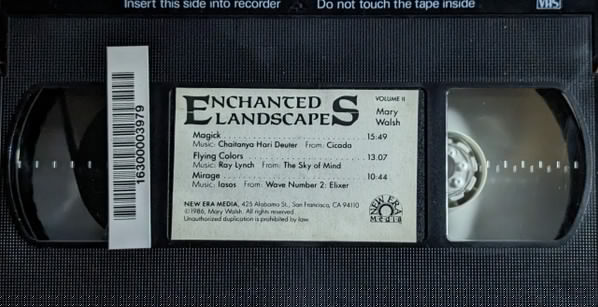 Insert this side into recorder Do not touch the tape inside VHS
16300003979
ENCHANTED LANDSCAPES
VOLUME II
Mary Walsh
Magick 15:49
Music: Chaitanya Hari Deuter From: Cicada
Flying Colors 13:07
Music: Ray Lynch From: The Sky of Mind
Mirage 10:44
Music: Iasos From: Wave Number 2: Elixer
NEW ERA MEDIA, 425 Alabama St., San Francisco, CA 94110
©1986, Mary Walsh. All rights reserved
Unauthorized duplication is prohibited by law.
NEW ERA
Media